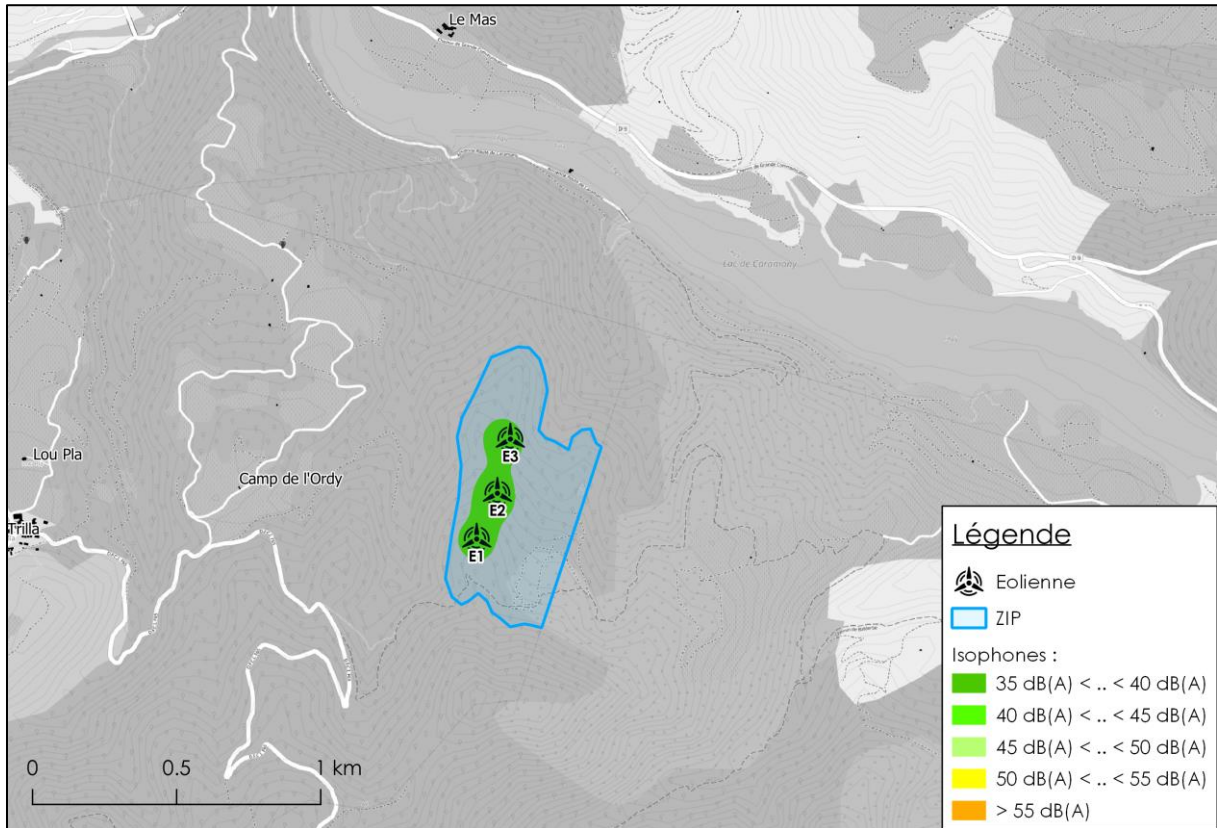 Le Mas
D 9
Lac de Caramany
D 9
E3
Lou Pla
Camp de l'Ordy
E2
Trilla
E1
Légende
Eolienne
ZIP
Isophones :
35 dB(A) < .. < 40 dB(A)
40 dB(A) < .. < 45 dB(A)
45 dB(A) < .. < 50 dB(A)
50 dB(A) < .. < 55 dB(A)
> 55 dB(A)
0 0.5 1 km